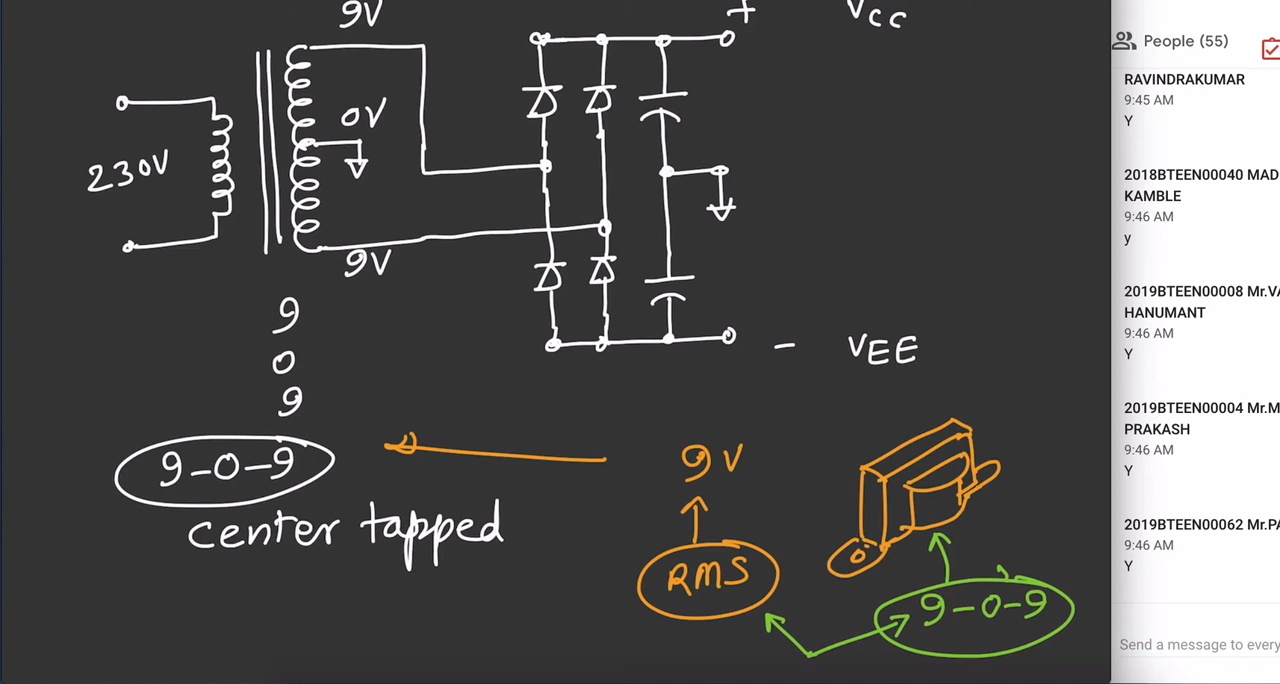 9V
+ VCC
0V
230V
9V
- VEE
9
0
9
9-0-9
center tapped
9V
RMS
9-0-9
People (55)
RAVINDRAKUMAR
9:45 AM
Y
2018BTEEN00040 MAD
KAMBLE
9:46 AM
y
2019BTEEN00008 Mr.VA
HANUMANT
9:46 AM
Y
2019BTEEN00004 Mr.M
PRAKASH
9:46 AM
Y
2019BTEEN00062 Mr.PA
9:46 AM
Y
Send a message to every